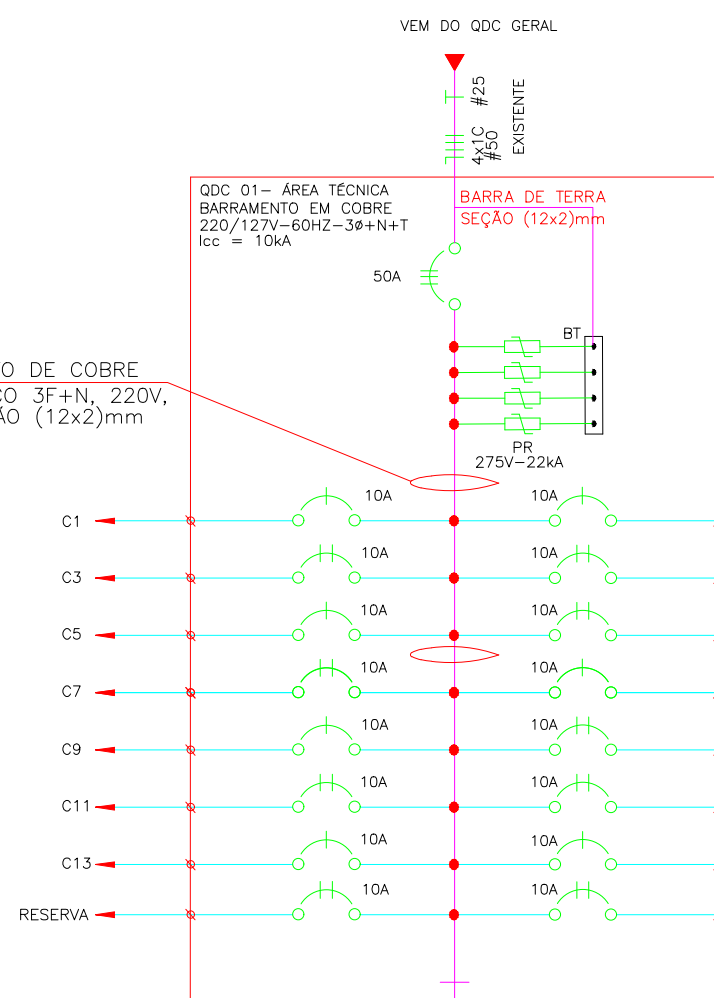 VEM DO QDC GERAL
#25
EXISTENTE
4x1C
#50
QDC 01- ÁREA TÉCNICA
BARRAMENTO EM COBRE
220/127V-60HZ-3ø+N+T
Icc = 10kA
BARRA DE TERRA
SEÇÃO (12x2)mm
50A
BT
O DE COBRE
CO 3F+N, 220V,
ÃO (12x2)mm
PR
275V-22kA
C1 10A 10A
C3 10A 10A
C5 10A 10A
C7 10A 10A
C9 10A 10A
C11 10A 10A
C13 10A 10A
RESERVA 10A 10A